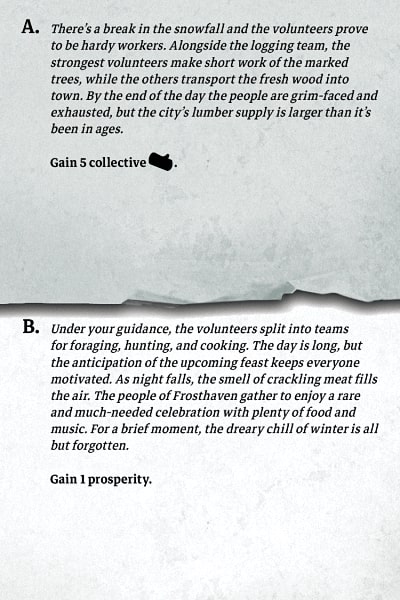 A. There's a break in the snowfall and the volunteers prove
to be hardy workers. Alongside the logging team, the
strongest volunteers make short work of the marked
trees, while the others transport the fresh wood into
town. By the end of the day the people are grim-faced and
exhausted, but the city's lumber supply is larger than it's
been in ages.
Gain 5 collective .
B. Under your guidance, the volunteers split into teams
for foraging, hunting, and cooking. The day is long, but
the anticipation of the upcoming feast keeps everyone
motivated. As night falls, the smell of crackling meat fills
the air. The people of Frosthaven gather to enjoy a rare
and much-needed celebration with plenty of food and
music. For a brief moment, the dreary chill of winter is all
but forgotten.
Gain 1 prosperity.